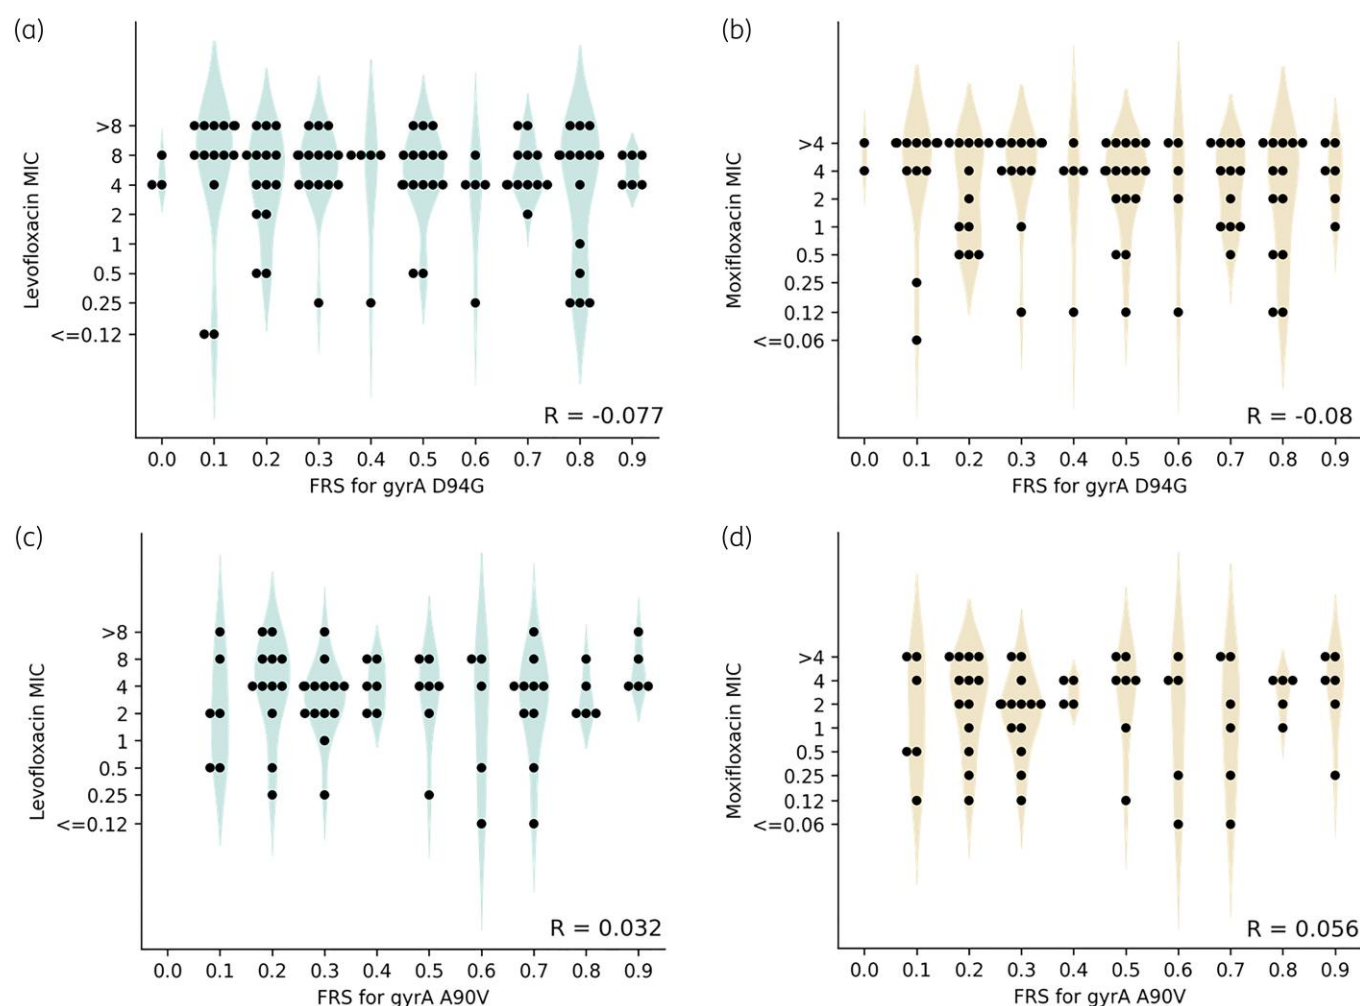 (a)
Levofloxacin MIC
>8
8
4
2
1
0.5
0.25
<=0.12
R = -0.077
0.0 0.1 0.2 0.3 0.4 0.5 0.6 0.7 0.8 0.9
FRS for gyrA D94G
(b)
Moxifloxacin MIC
>4
4
2
1
0.5
0.25
0.12
<=0.06
R = -0.08
0.0 0.1 0.2 0.3 0.4 0.5 0.6 0.7 0.8 0.9
FRS for gyrA D94G
(c)
Levofloxacin MIC
>8
8
4
2
1
0.5
0.25
<=0.12
R = 0.032
0.0 0.1 0.2 0.3 0.4 0.5 0.6 0.7 0.8 0.9
FRS for gyrA A90V
(d)
Moxifloxacin MIC
>4
4
2
1
0.5
0.25
0.12
<=0.06
R = 0.056
0.0 0.1 0.2 0.3 0.4 0.5 0.6 0.7 0.8 0.9
FRS for gyrA A90V